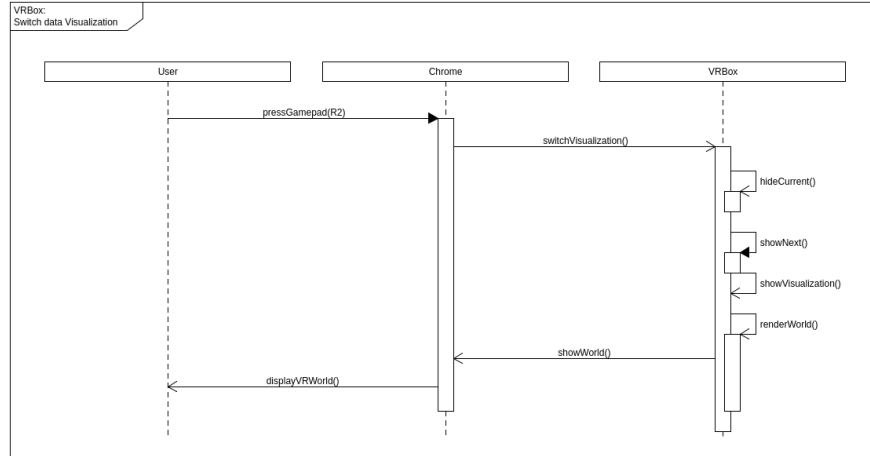 VRBox:
Switch data Visualization
User
Chrome
VRBox
pressGamepad(R2)
switchVisualization()
hideCurrent()
showNext()
showVisualization()
renderWorld()
showWorld()
displayVRWorld()